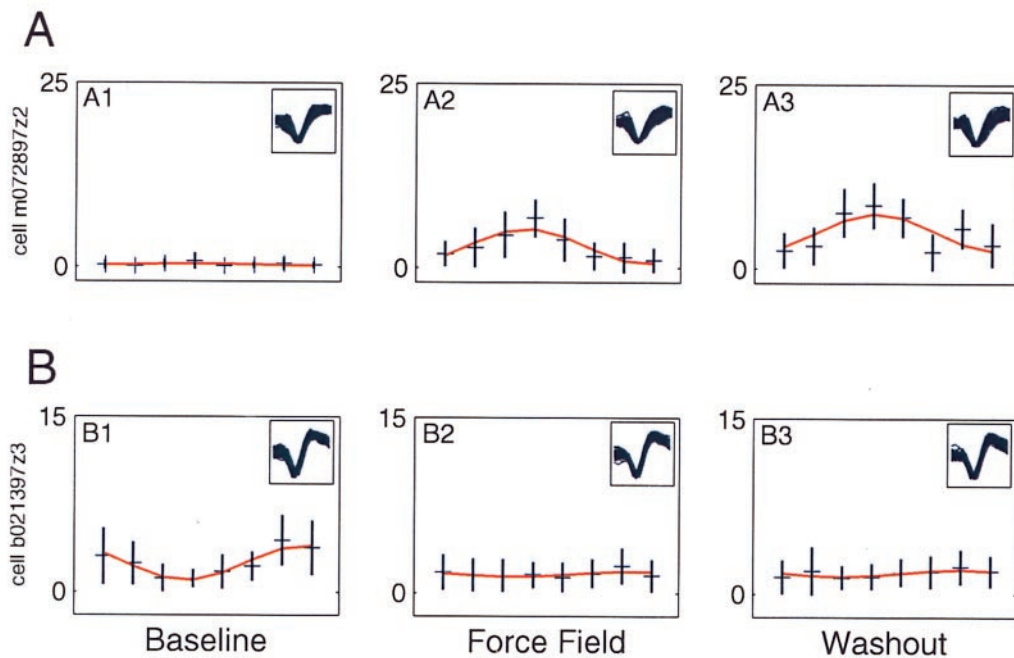 A
25
A1
0
cell m072897z2
25
A2
0
25
A3
0
B
15
B1
0
cell b021397z3
15
B2
0
15
B3
0
Baseline
Force Field
Washout